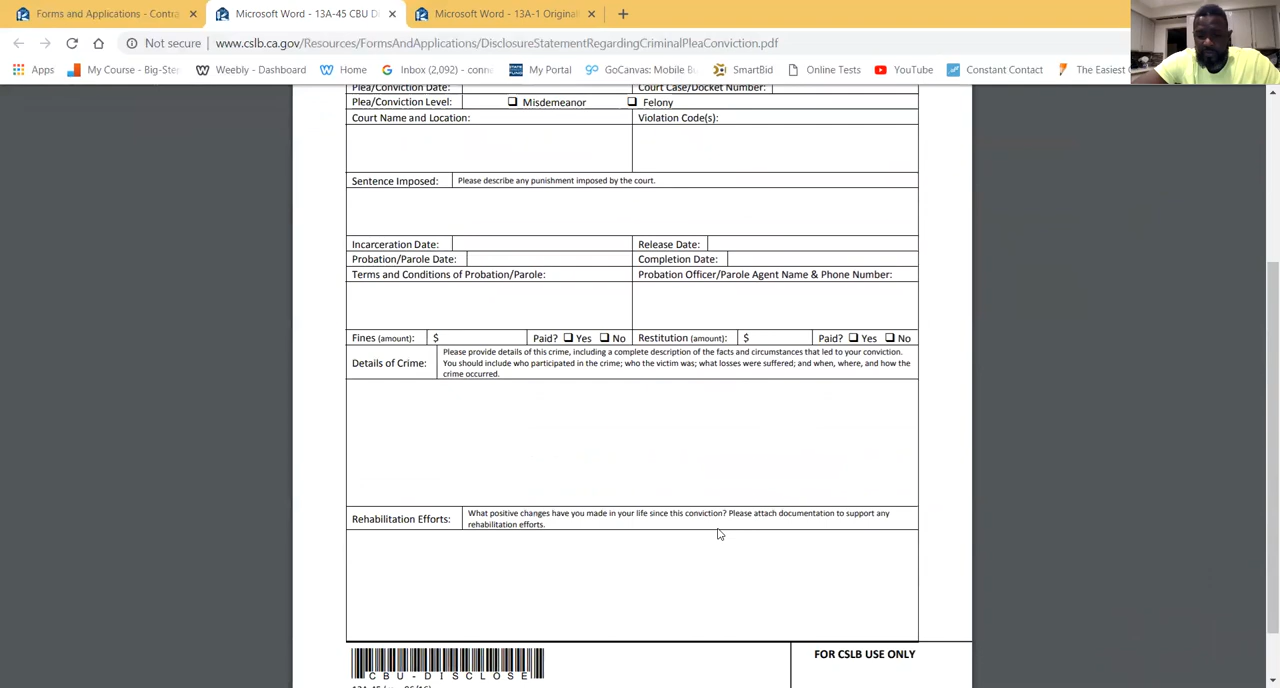 Forms and Applications - Contra
Microsoft Word - 13A-45 CBU D
Microsoft Word - 13A-1 Origina
Not secure
www.cslb.ca.gov/Resources/FormsAndApplications/DisclosureStatementRegardingCriminalPleaConviction.pdf
Apps
My Course - Big-Ste
Weebly - Dashboard
Home
Inbox (2,092) - conn
My Portal
GoCanvas: Mobile B
SmartBid
Online Tests
YouTube
Constant Contact
The Easiest
Plea/Conviction Date:
Court Case/Docket Number:
Plea/Conviction Level: Misdemeanor Felony
Court Name and Location:
Violation Code(s):
Sentence Imposed: Please describe any punishment imposed by the court.
Incarceration Date:
Release Date:
Probation/Parole Date:
Completion Date:
Terms and Conditions of Probation/Parole:
Probation Officer/Parole Agent Name & Phone Number:
Fines (amount): $ Paid? Yes No
Restitution (amount): $ Paid? Yes No
Details of Crime:
Please provide details of this crime, including a complete description of the facts and circumstances that led to your conviction.
You should include who participated in the crime; who the victim was; what losses were suffered; and when, where, and how the
crime occurred.
Rehabilitation Efforts:
What positive changes have you made in your life since this conviction? Please attach documentation to support any
rehabilitation efforts.
CBU-DISCLOSE
FOR CSLB USE ONLY